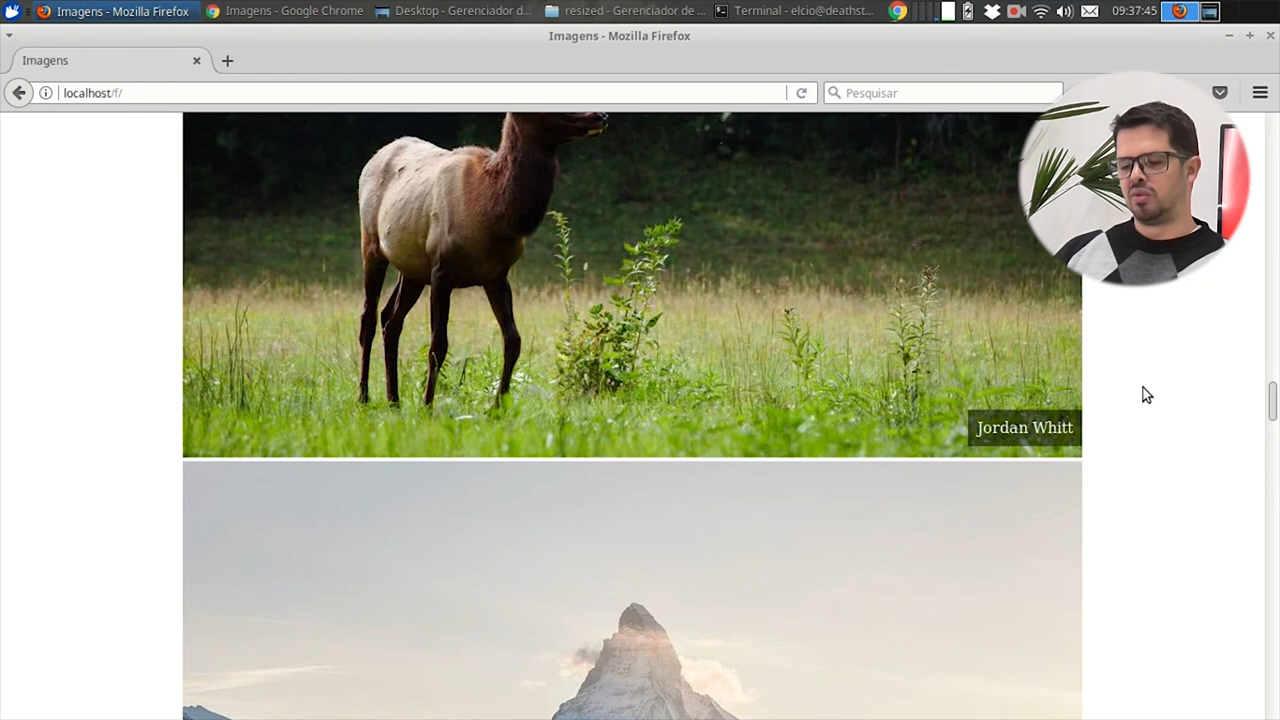 Imagens - Mozilla Firefox
Imagens - Google Chrome
Desktop - Gerenciador d...
resized - Gerenciador de ...
Terminal - elcio@deathst...
09:37:45
Imagens - Mozilla Firefox
Imagens
localhost/f/
Pesquisar
Jordan Whitt